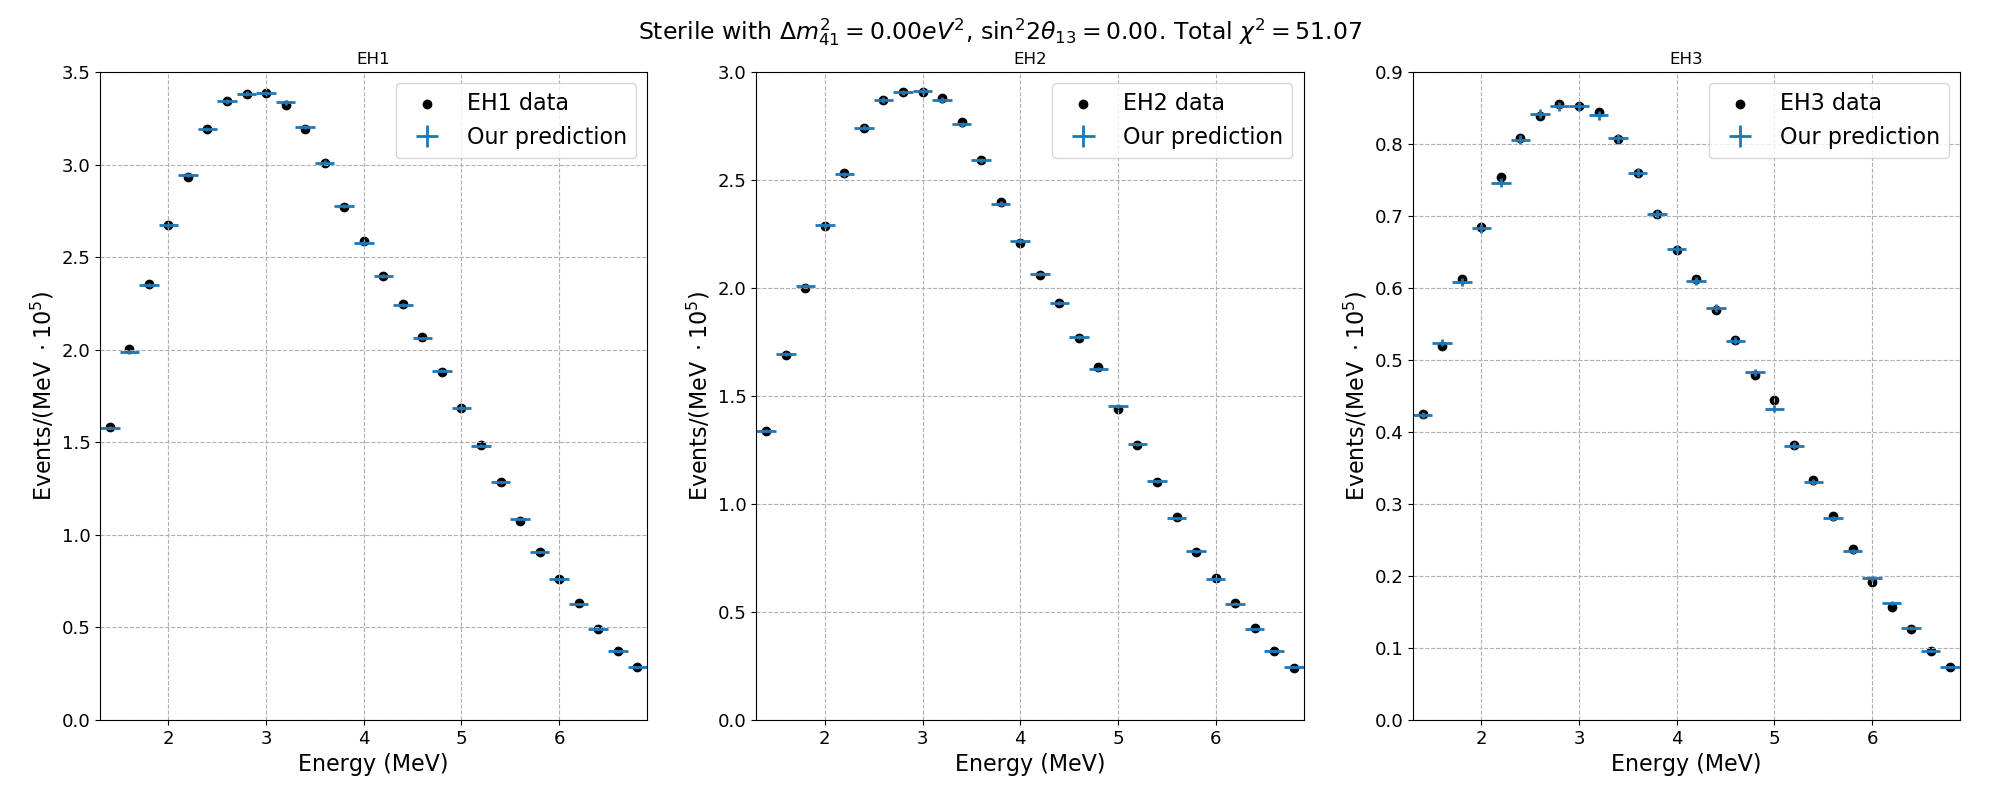 Sterile with Δm²₄₁ = 0.00eV², sin²2θ₁₃ = 0.00. Total χ² = 51.07
EH1
3.5
3.0
2.5
2.0
1.5
1.0
0.5
0.0
2 3 4 5 6
Events/(MeV · 10⁵)
Energy (MeV)
EH1 data
Our prediction
EH2
3.0
2.5
2.0
1.5
1.0
0.5
0.0
2 3 4 5 6
Events/(MeV · 10⁵)
Energy (MeV)
EH2 data
Our prediction
EH3
0.9
0.8
0.7
0.6
0.5
0.4
0.3
0.2
0.1
0.0
2 3 4 5 6
Events/(MeV · 10⁵)
Energy (MeV)
EH3 data
Our prediction